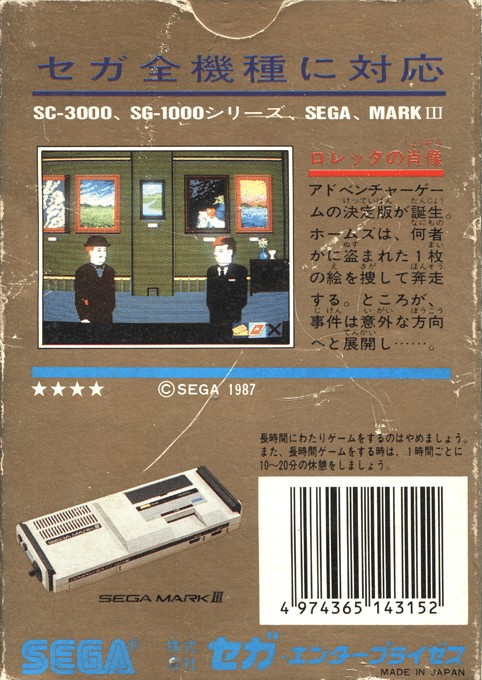 セガ全機種に対応
SC-3000、SG-1000シリーズ、SEGA、MARK III
ロレッタの肖像
アドベンチャーゲー
ムの決定版が誕生。
ホームズは、何者
かに盗まれた1枚
の絵を捜して奔走
する。ところが、
事件は意外な方向
へと展開し……。
★★★★
©SEGA 1987
長時間にわたりゲームをするのはやめましょう。
また、長時間ゲームをする時は、1時間ごとに
10〜20分の休憩をしましょう。
SEGA MARK III
4 974365 143152
SEGA® 株式会社 セガ・エンタープライゼス
MADE IN JAPAN